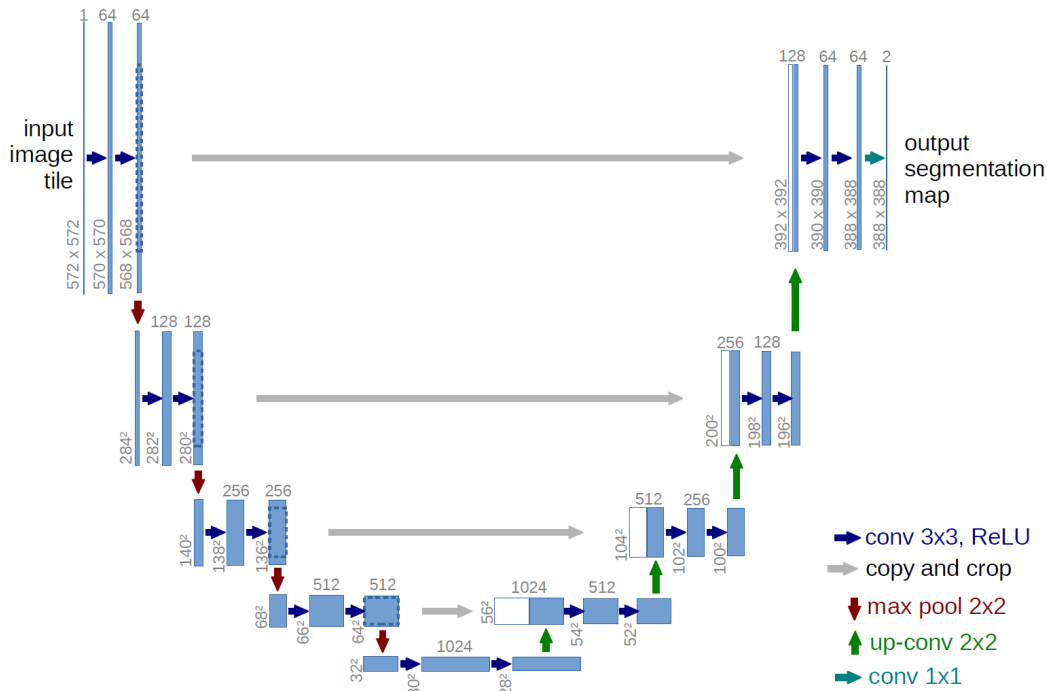 1 64 64
128 64 64 2
input
image
tile
output
segmentation
map
572 x 572
570 x 570
568 x 568
392 x 392
390 x 390
388 x 388
388 x 388
128 128
256 128
284²
282²
280²
200²
198²
196²
256 256
512 256
140²
138²
136²
104²
102²
100²
conv 3x3, ReLU
copy and crop
max pool 2x2
up-conv 2x2
conv 1x1
512 512
1024 512
68²
66²
64²
56²
54²
52²
1024
32²